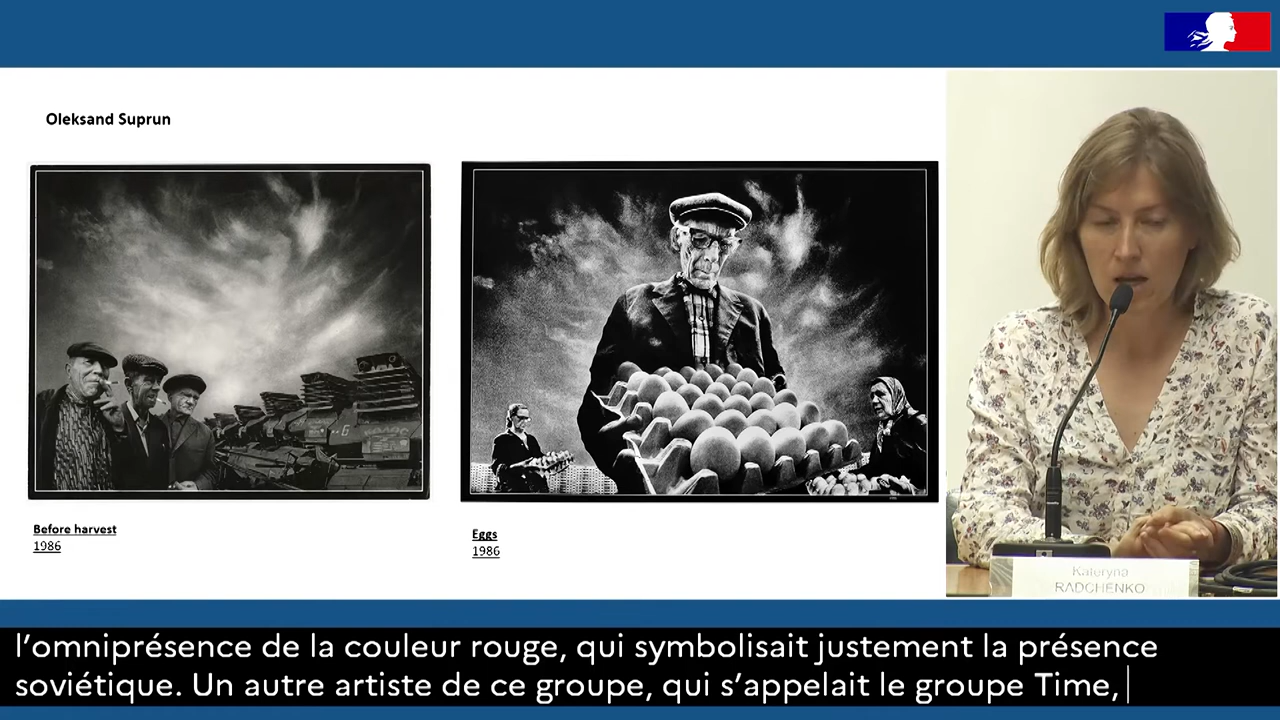 Oleksand Suprun
Before harvest
1986
Eggs
1986
Kateryna
RADCHENKO
l’omniprésence de la couleur rouge, qui symbolisait justement la présence
soviétique. Un autre artiste de ce groupe, qui s’appelait le groupe Time,